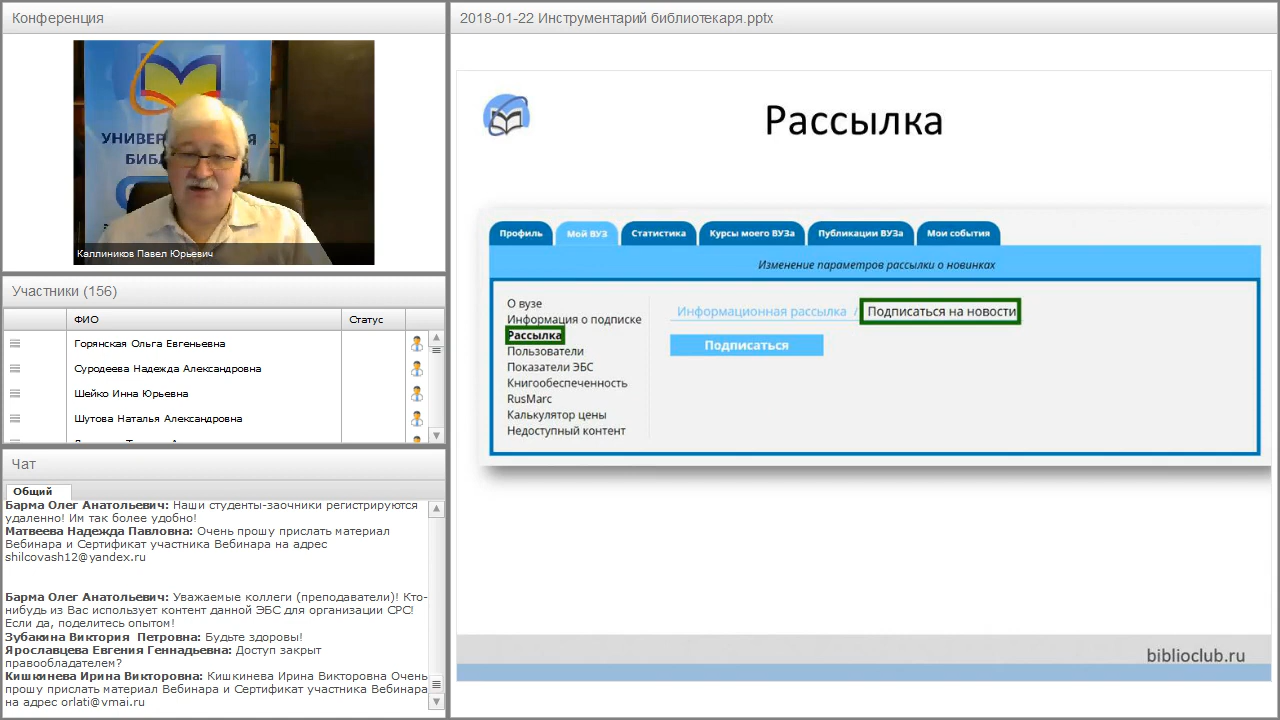 Конференция
УНИВЕР
БИБЛ
Каллиников Павел Юрьевич
Участники (156)
ФИО
Статус
Горянская Ольга Евгеньевна
Суродеева Надежда Александровна
Шейко Инна Юрьевна
Шутова Наталья Александровна
Чат
Общий
Барма Олег Анатольевич: Наши студенты-заочники регистрируются
удаленно! Им так более удобно!
Матвеева Надежда Павловна: Очень прошу прислать материал
Вебинара и Сертификат участника Вебинара на адрес
shilcovash12@yandex.ru
Барма Олег Анатольевич: Уважаемые коллеги (преподаватели)! Кто-
нибудь из Вас использует контент данной ЭБС для организации СРС!
Если да, поделитесь опытом!
Зубакина Виктория  Петровна: Будьте здоровы!
Ярославцева Евгения Геннадьевна: Доступ закрыт
правообладателем?
Кишкинева Ирина Викторовна: Кишкинева Ирина Викторовна Очень
прошу прислать материал Вебинара и Сертификат участника Вебинара
на адрес orlati@vmai.ru
2018-01-22 Инструментарий библиотекаря.pptx
Рассылка
Профиль
Мой ВУЗ
Статистика
Курсы моего ВУЗа
Публикации ВУЗа
Мои события
Изменение параметров рассылки о новинках
О вузе
Информация о подписке
Рассылка
Пользователи
Показатели ЭБС
Книгообеспеченность
RusMarc
Калькулятор цены
Недоступный контент
Информационная рассылка / Подписаться на новости
Подписаться
biblioclub.ru